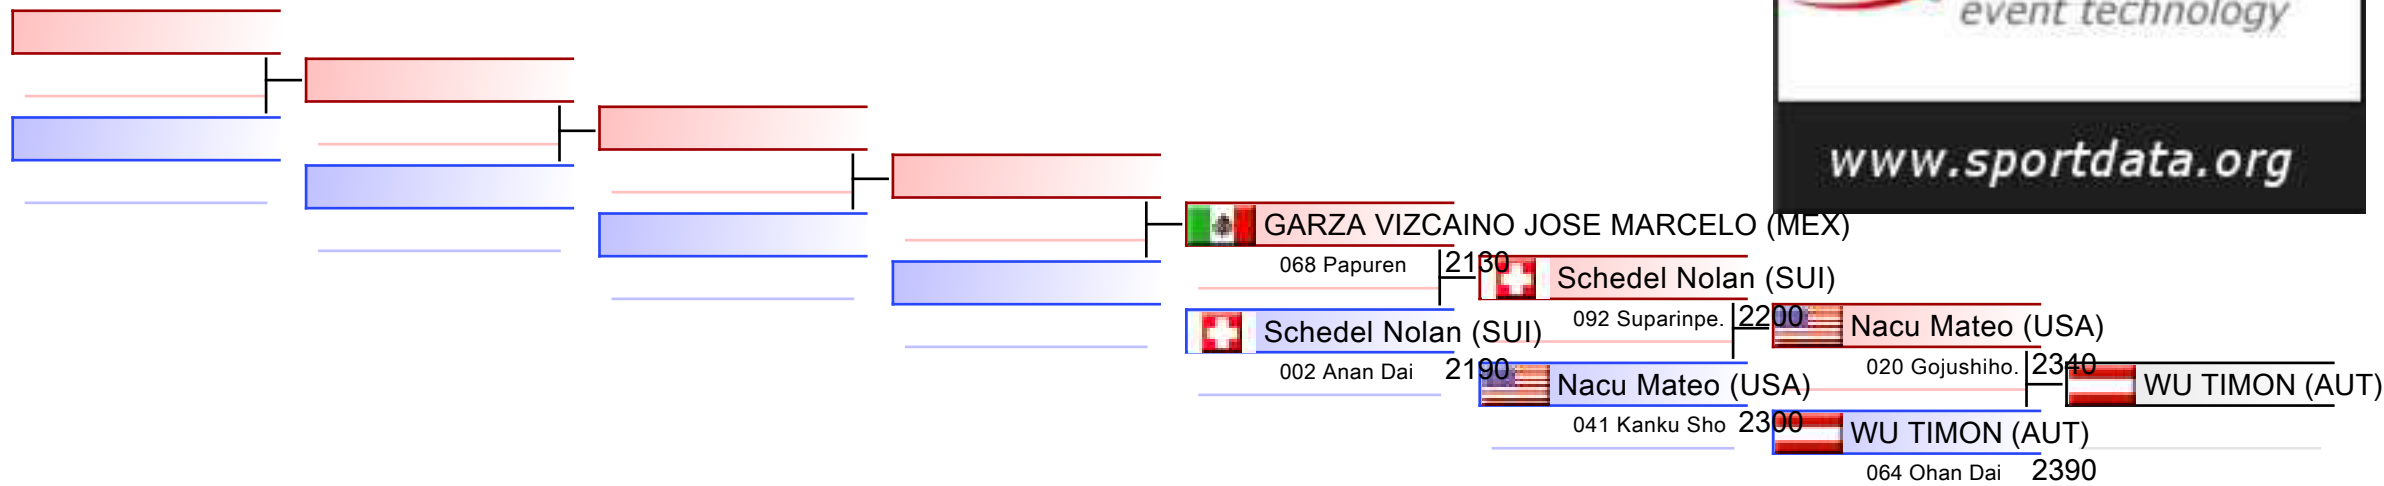 event technology
www.sportdata.org
GARZA VIZCAINO JOSE MARCELO (MEX)
068 Papuren 2130
Schedel Nolan (SUI)
002 Anan Dai 2190
Schedel Nolan (SUI)
092 Suparinpe. 2200
Nacu Mateo (USA)
041 Kanku Sho 2300
Nacu Mateo (USA)
020 Gojushiho. 2340
WU TIMON (AUT)
064 Ohan Dai 2390
WU TIMON (AUT)